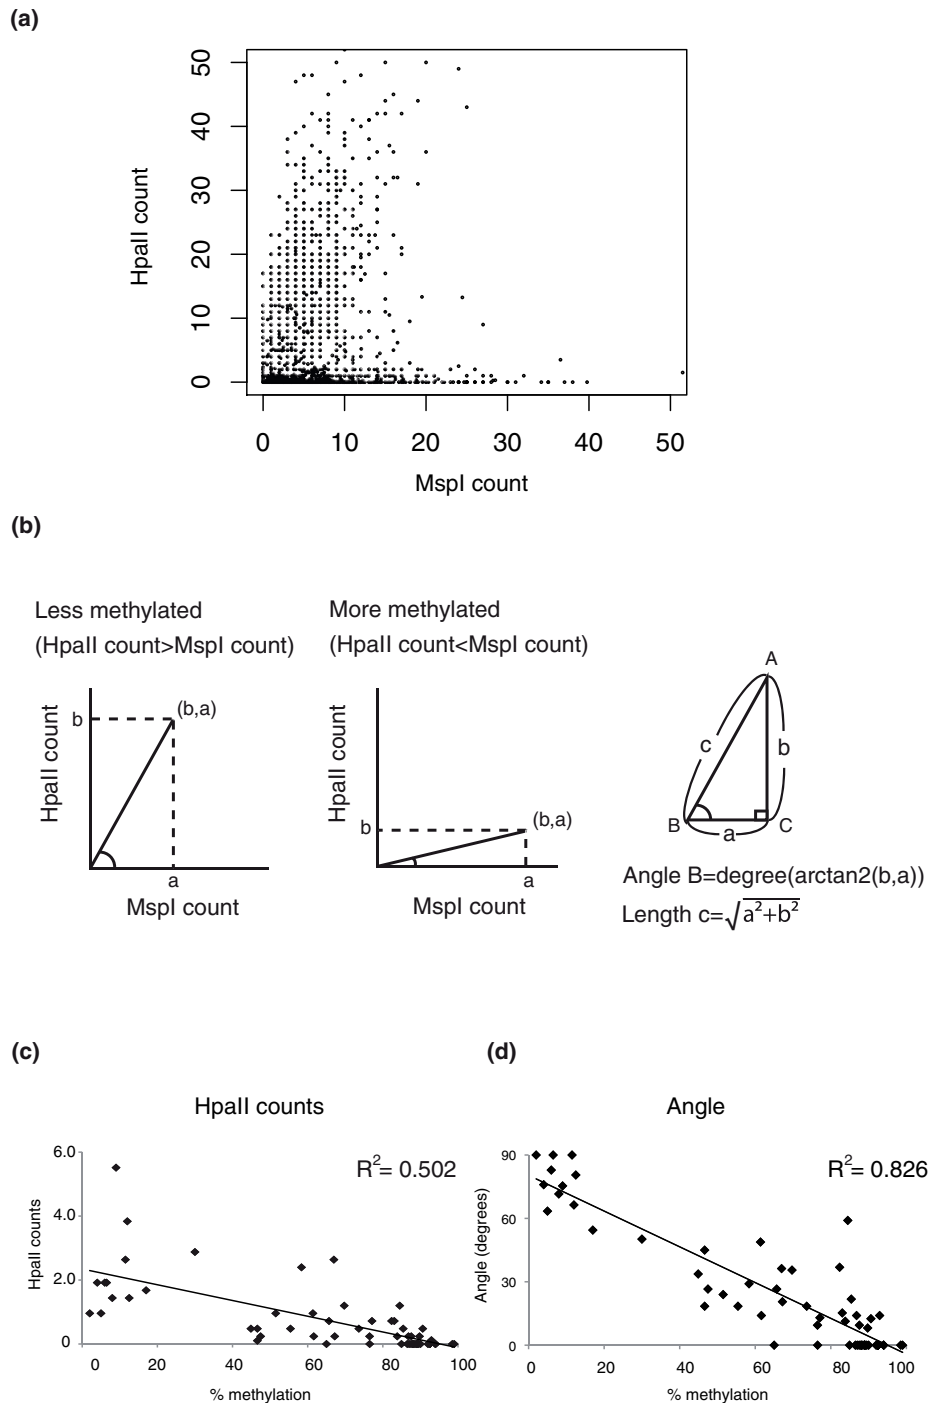 (a)
50
40
30
20
10
0
HpaII count
0 10 20 30 40 50
MspI count
(b)
Less methylated
(HpaII count>MspI count)
HpaII count
b
(b,a)
a
MspI count
More methylated
(HpaII count<MspI count)
HpaII count
b
(b,a)
a
MspI count
A
c
b
B
a
C
Angle B=degree(arctan2(b,a))
Length c=√a²+b²
(c)
HpaII counts
R²= 0.502
6.0
4.0
2.0
0
HpaII counts
0 20 40 60 80 100
% methylation
(d)
Angle
R²= 0.826
90
60
30
0
Angle (degrees)
0 20 40 60 80 100
% methylation